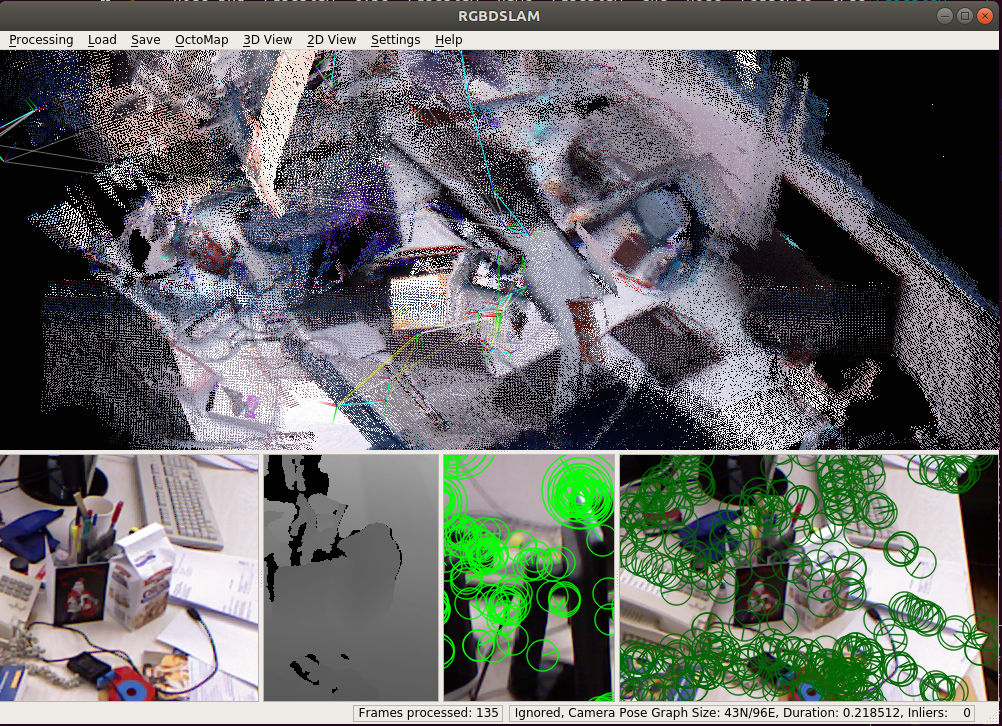 RGBDSLAM
Processing Load Save OctoMap 3D View 2D View Settings Help
Frames processed: 135 Ignored, Camera Pose Graph Size: 43N/96E, Duration: 0.218512, Inliers: 0